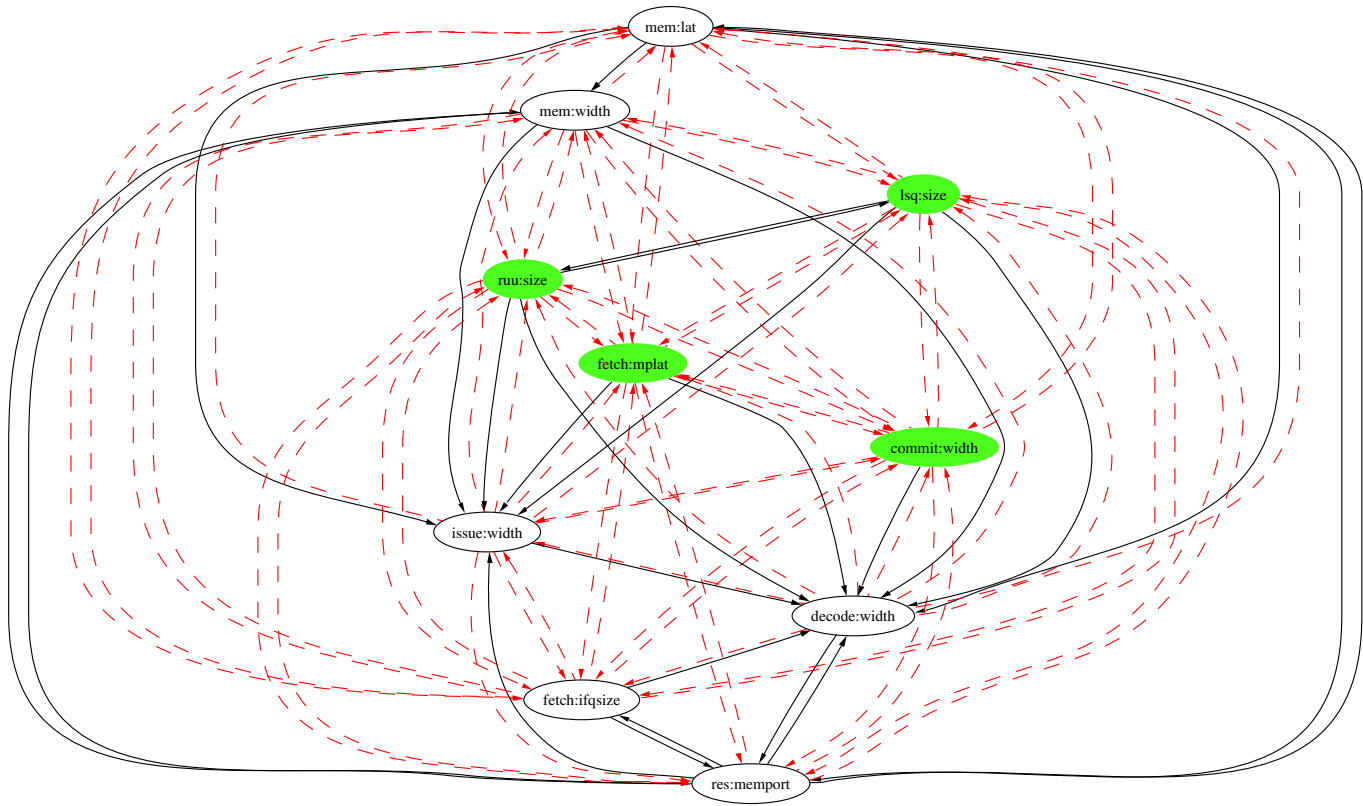 mem:lat
mem:width
lsq:size
ruu:size
fetch:mplat
commit:width
issue:width
decode:width
fetch:ifqsize
res:memport